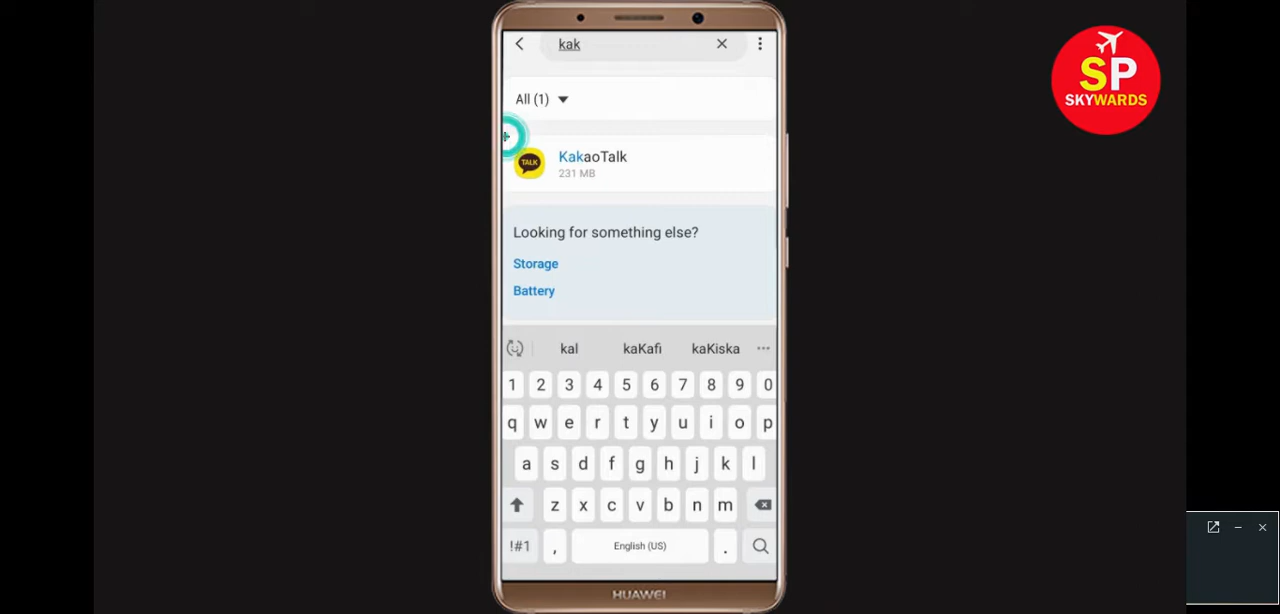 kak
All (1)
TALK
KakaoTalk
231 MB
Looking for something else?
Storage
Battery
kal kaKafi kaKiska
1 2 3 4 5 6 7 8 9 0
q w e r t y u i o p
a s d f g h j k l
z x c v b n m
!#1 , English (US) .
HUAWEI
SP
SKYWARDS